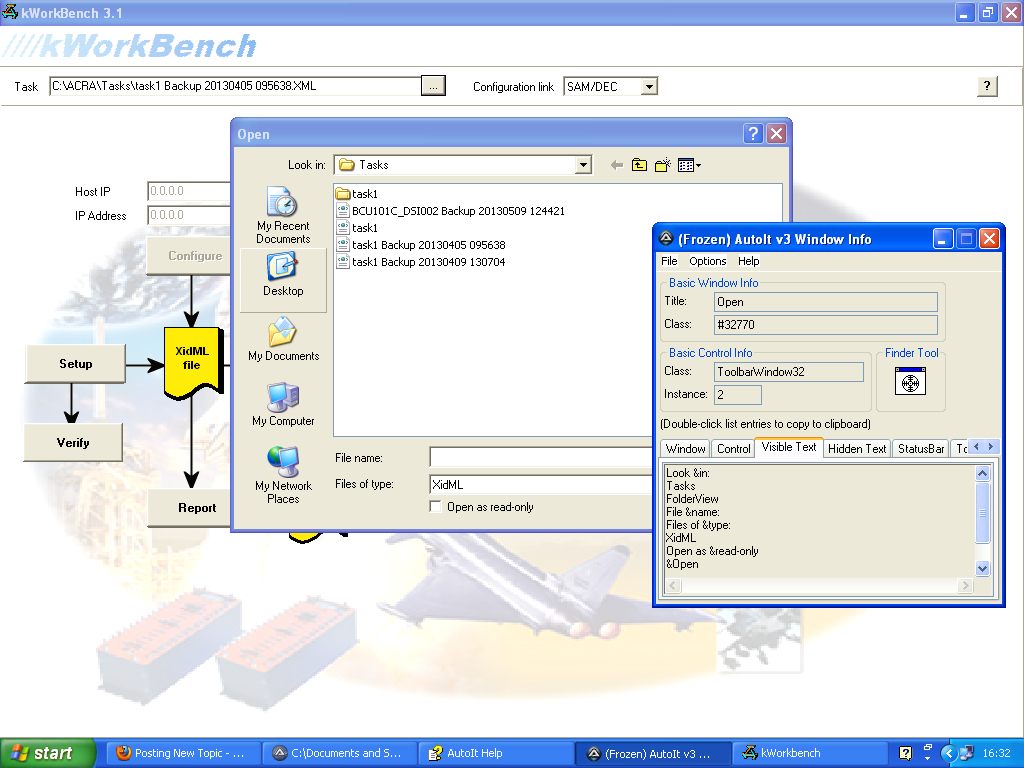 kWorkBench 3.1
////kWorkBench
Task
C:\ACRA\Tasks\task1 Backup 20130405 095638.XML
...
Configuration link
SAM/DEC
?
Host IP
0.0.0.0
IP Address
0.0.0.0
Configure
Setup
XidML
file
Verify
Report
Open
?
Look in:
Tasks
My Recent
Documents
Desktop
My Documents
My Computer
My Network
Places
task1
BCU101C_DSI002 Backup 20130509 124421
task1
task1 Backup 20130405 095638
task1 Backup 20130409 130704
File name:
Files of type:
XidML
Open as read-only
(Frozen) AutoIt v3 Window Info
File Options Help
Basic Window Info
Title:
Open
Class:
#32770
Basic Control Info
Class:
ToolbarWindow32
Instance:
2
Finder Tool
(Double-click list entries to copy to clipboard)
Window Control Visible Text Hidden Text StatusBar To
Look &in:
Tasks
FolderView
File &name:
Files of &type:
XidML
Open as &read-only
&Open
start
Posting New Topic - ...
C:\Documents and S...
AutoIt Help
(Frozen) AutoIt v3 ...
kWorkbench
?
16:32